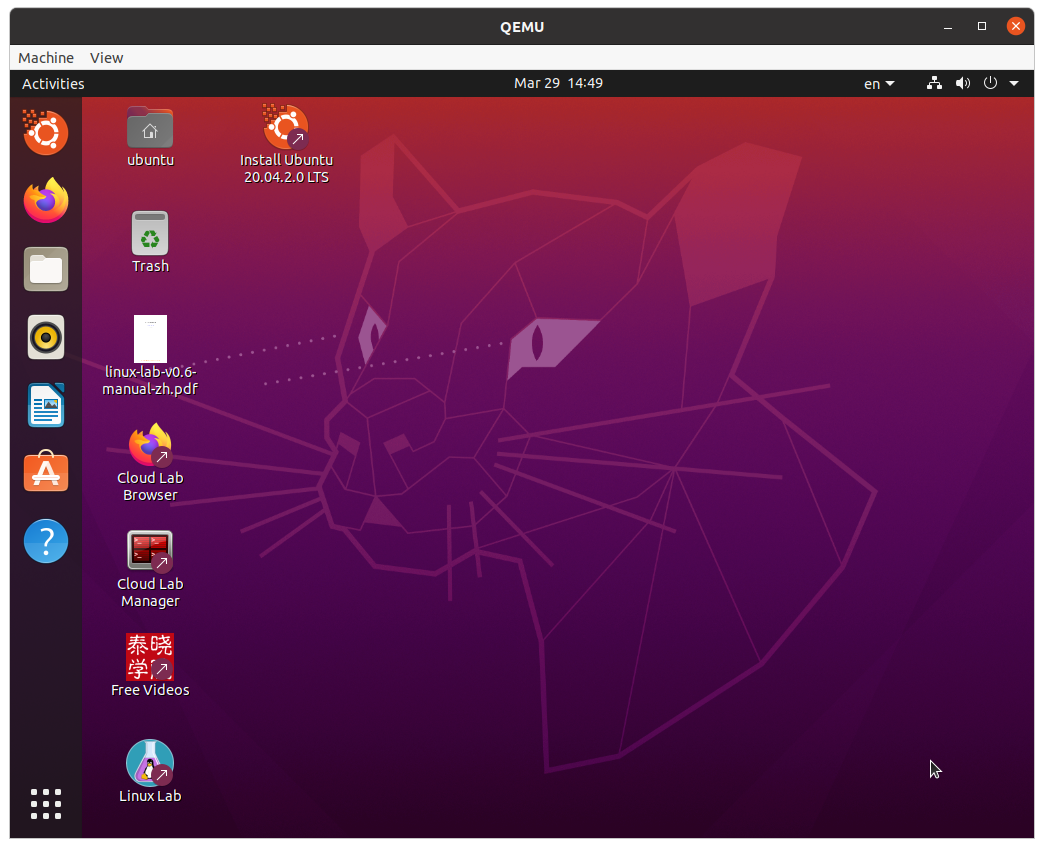 QEMU
Machine View
Activities
Mar 29 14:49
en
ubuntu
Install Ubuntu
20.04.2.0 LTS
Trash
linux-lab-v0.6-
manual-zh.pdf
Cloud Lab
Browser
Cloud Lab
Manager
泰晓
学
Free Videos
Linux Lab